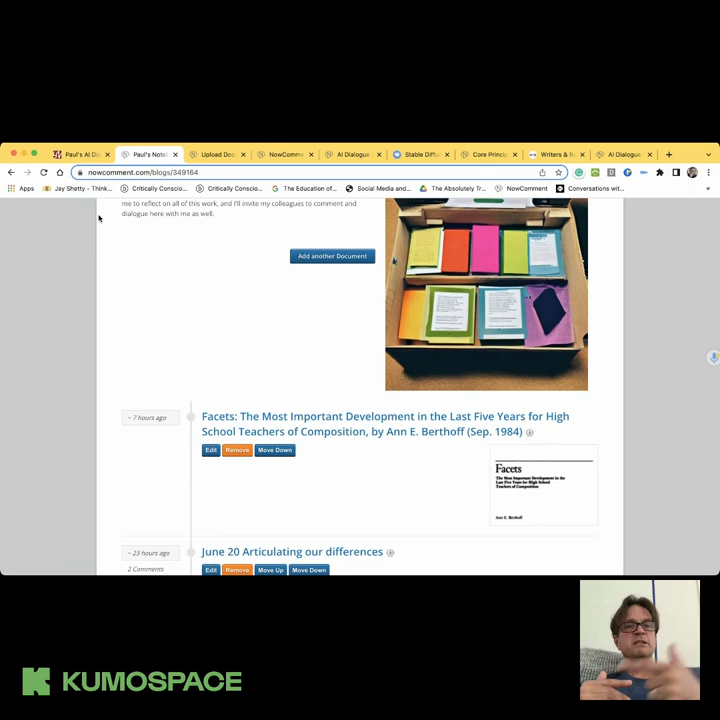 Paul's AI Di
Paul's Note
Upload Doc
NowComme
AI Dialogue
Stable Diffu
Core Princip
Writers & R
AI Dialogue
nowcomment.com/blogs/349164
Apps
Jay Shetty - Think...
Critically Conscio...
Critically Conscio...
The Education of...
Social Media and...
The Absolutely Tr...
NowComment
Conversations wit...
me to reflect on all of this work, and I'll invite my colleagues to comment and
dialogue here with me as well.
Add another Document
~ 7 hours ago
Facets: The Most Important Development in the Last Five Years for High
School Teachers of Composition, by Ann E. Berthoff (Sep. 1984)
Edit
Remove
Move Down
Facets
The Most Important Development in the
Last Five Years for High School
Teachers of Composition
Ann E. Berthoff
~ 23 hours ago
June 20 Articulating our differences
2 Comments
Edit
Remove
Move Up
Move Down
KUMOSPACE